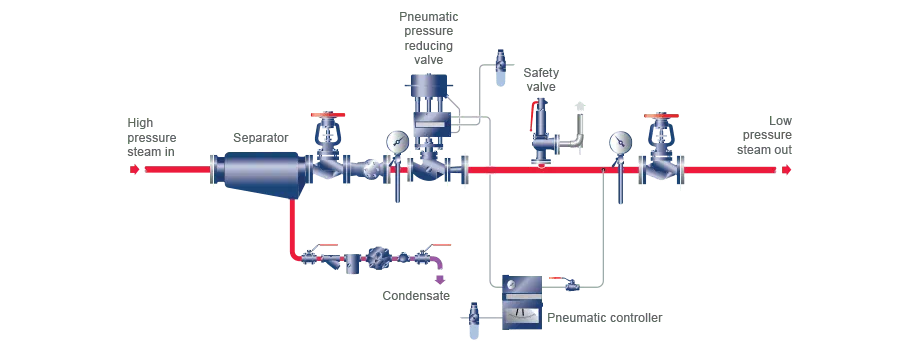 Pneumatic
pressure
reducing
valve
Safety
valve
High
pressure
steam in
Separator
Low
pressure
steam out
Condensate
Pneumatic controller